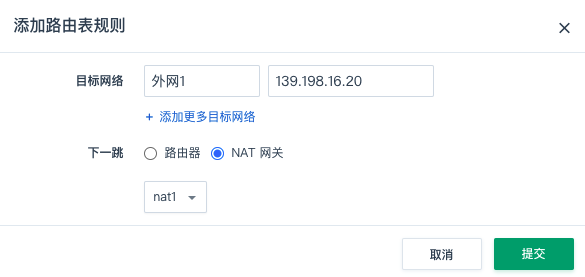 添加路由表规则
目标网络 外网1 139.198.16.20
+ 添加更多目标网络
下一跳 路由器 NAT 网关
nat1
取消 提交